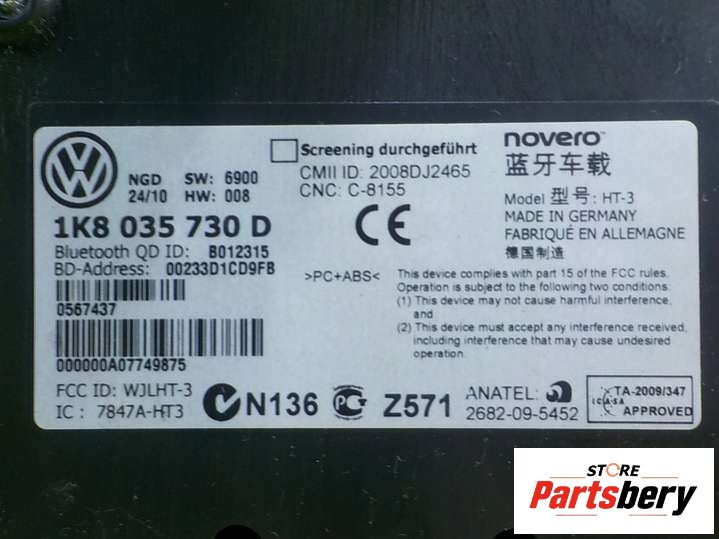 Screening durchgeführt
novero™
NGD SW: 6900
24/10 HW: 008
CMII ID: 2008DJ2465
CNC: C-8155
蓝牙车载
1K8 035 730 D
Model 型号: HT-3
MADE IN GERMANY
FABRIQUÉ EN ALLEMAGNE
德国制造
Bluetooth QD ID: B012315
BD-Address: 00233D1CD9FB
CE
>PC+ABS<
This device complies with part 15 of the FCC rules.
Operation is subject to the following two conditions:
(1) This device may not cause harmful interference,
and
(2) This device must accept any interference received,
including interference that may cause undesired
operation.
0567437
000000A07749875
FCC ID: WJLHT-3
IC : 7847A-HT3
N136
Z571
ANATEL:
2682-09-5452
ICASA
TA-2009/347
APPROVED
STORE
Partsbery